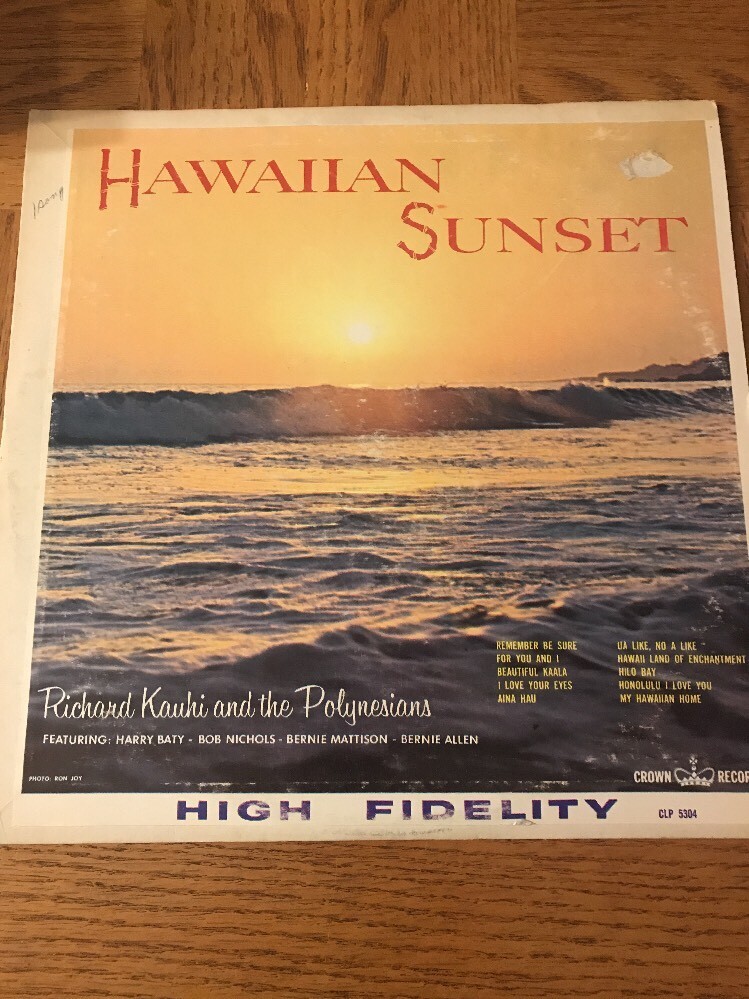 HAWAIIAN
SUNSET
REMEMBER BE SURE
FOR YOU AND I
BEAUTIFUL KAALA
I LOVE YOUR EYES
AINA HAU
UA LIKE, NO A LIKE
HAWAII LAND OF ENCHANTMENT
HILO BAY
HONOLULU I LOVE YOU
MY HAWAIIAN HOME
Richard Kauhi and the Polynesians
FEATURING: HARRY BATY - BOB NICHOLS - BERNIE MATTISON - BERNIE ALLEN
PHOTO: RON JOY
CROWN RECOR
HIGH FIDELITY
CLP 5304